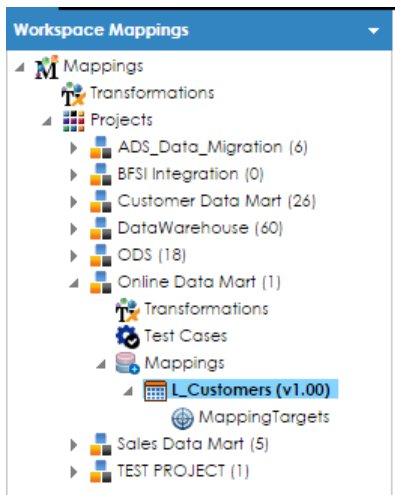 Workspace Mappings
Mappings
Transformations
Projects
ADS_Data_Migration (6)
BFSI Integration (0)
Customer Data Mart (26)
DataWarehouse (60)
ODS (18)
Online Data Mart (1)
Transformations
Test Cases
Mappings
L_Customers (v1.00)
MappingTargets
Sales Data Mart (5)
TEST PROJECT (1)